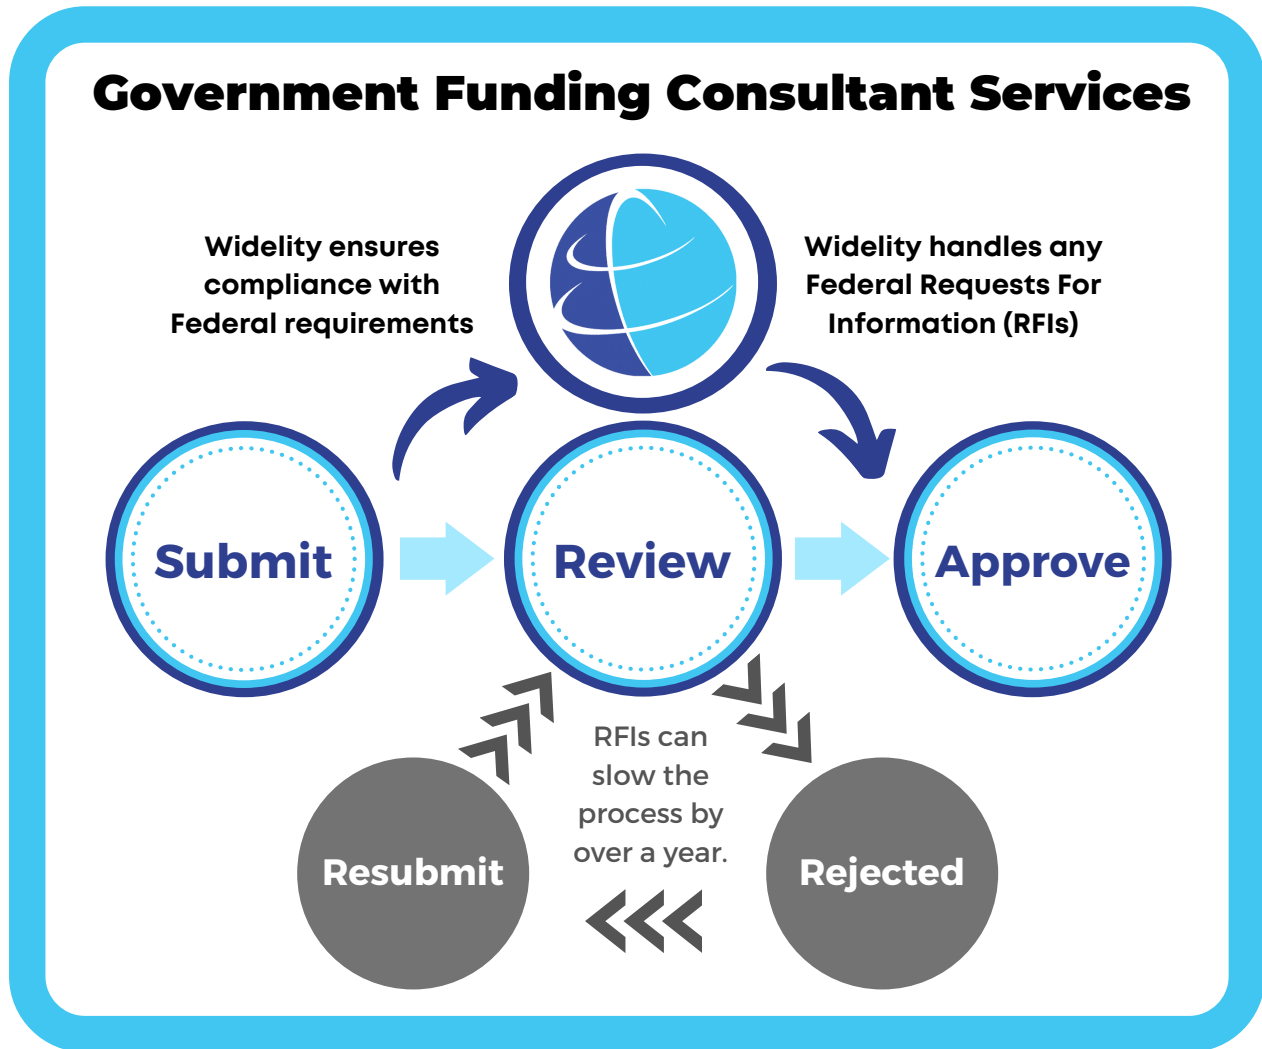 Government Funding Consultant Services
Widelity ensures
compliance with
Federal requirements
Widelity handles any
Federal Requests For
Information (RFIs)
Submit
Review
Approve
RFIs can
slow the
process by
over a year.
Resubmit
Rejected